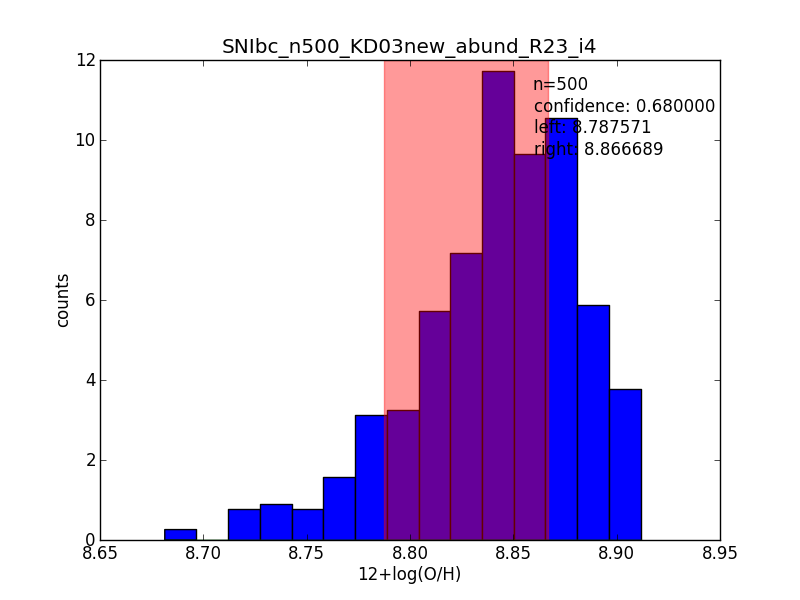 SNIbc_n500_KD03new_abund_R23_i4
12
10
8
6
4
2
0
counts
n=500
confidence: 0.680000
left: 8.787571
right: 8.866689
8.65 8.70 8.75 8.80 8.85 8.90 8.95
12+log(O/H)